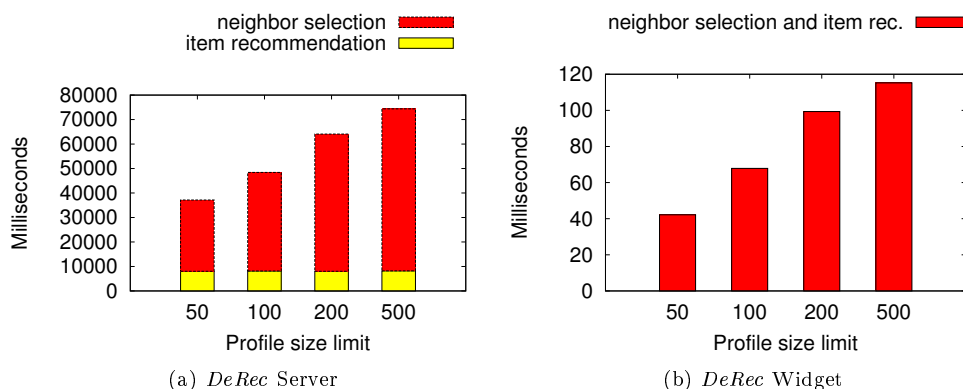 neighbor selection
item recommendation
80000
70000
60000
50000
40000
30000
20000
10000
0
Milliseconds
50 100 200 500
Profile size limit
(a) DeRec Server
neighbor selection and item rec.
120
100
80
60
40
20
0
Milliseconds
50 100 200 500
Profile size limit
(b) DeRec Widget